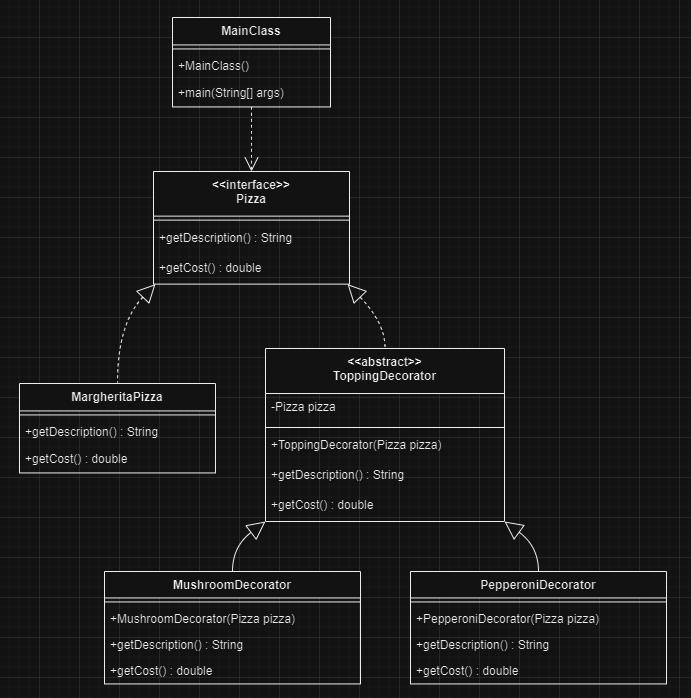 MainClass
+MainClass()
+main(String[] args)
<<interface>>
Pizza
+getDescription() : String
+getCost() : double
MargheritaPizza
+getDescription() : String
+getCost() : double
<<abstract>>
ToppingDecorator
-Pizza pizza
+ToppingDecorator(Pizza pizza)
+getDescription() : String
+getCost() : double
MushroomDecorator
+MushroomDecorator(Pizza pizza)
+getDescription() : String
+getCost() : double
PepperoniDecorator
+PepperoniDecorator(Pizza pizza)
+getDescription() : String
+getCost() : double